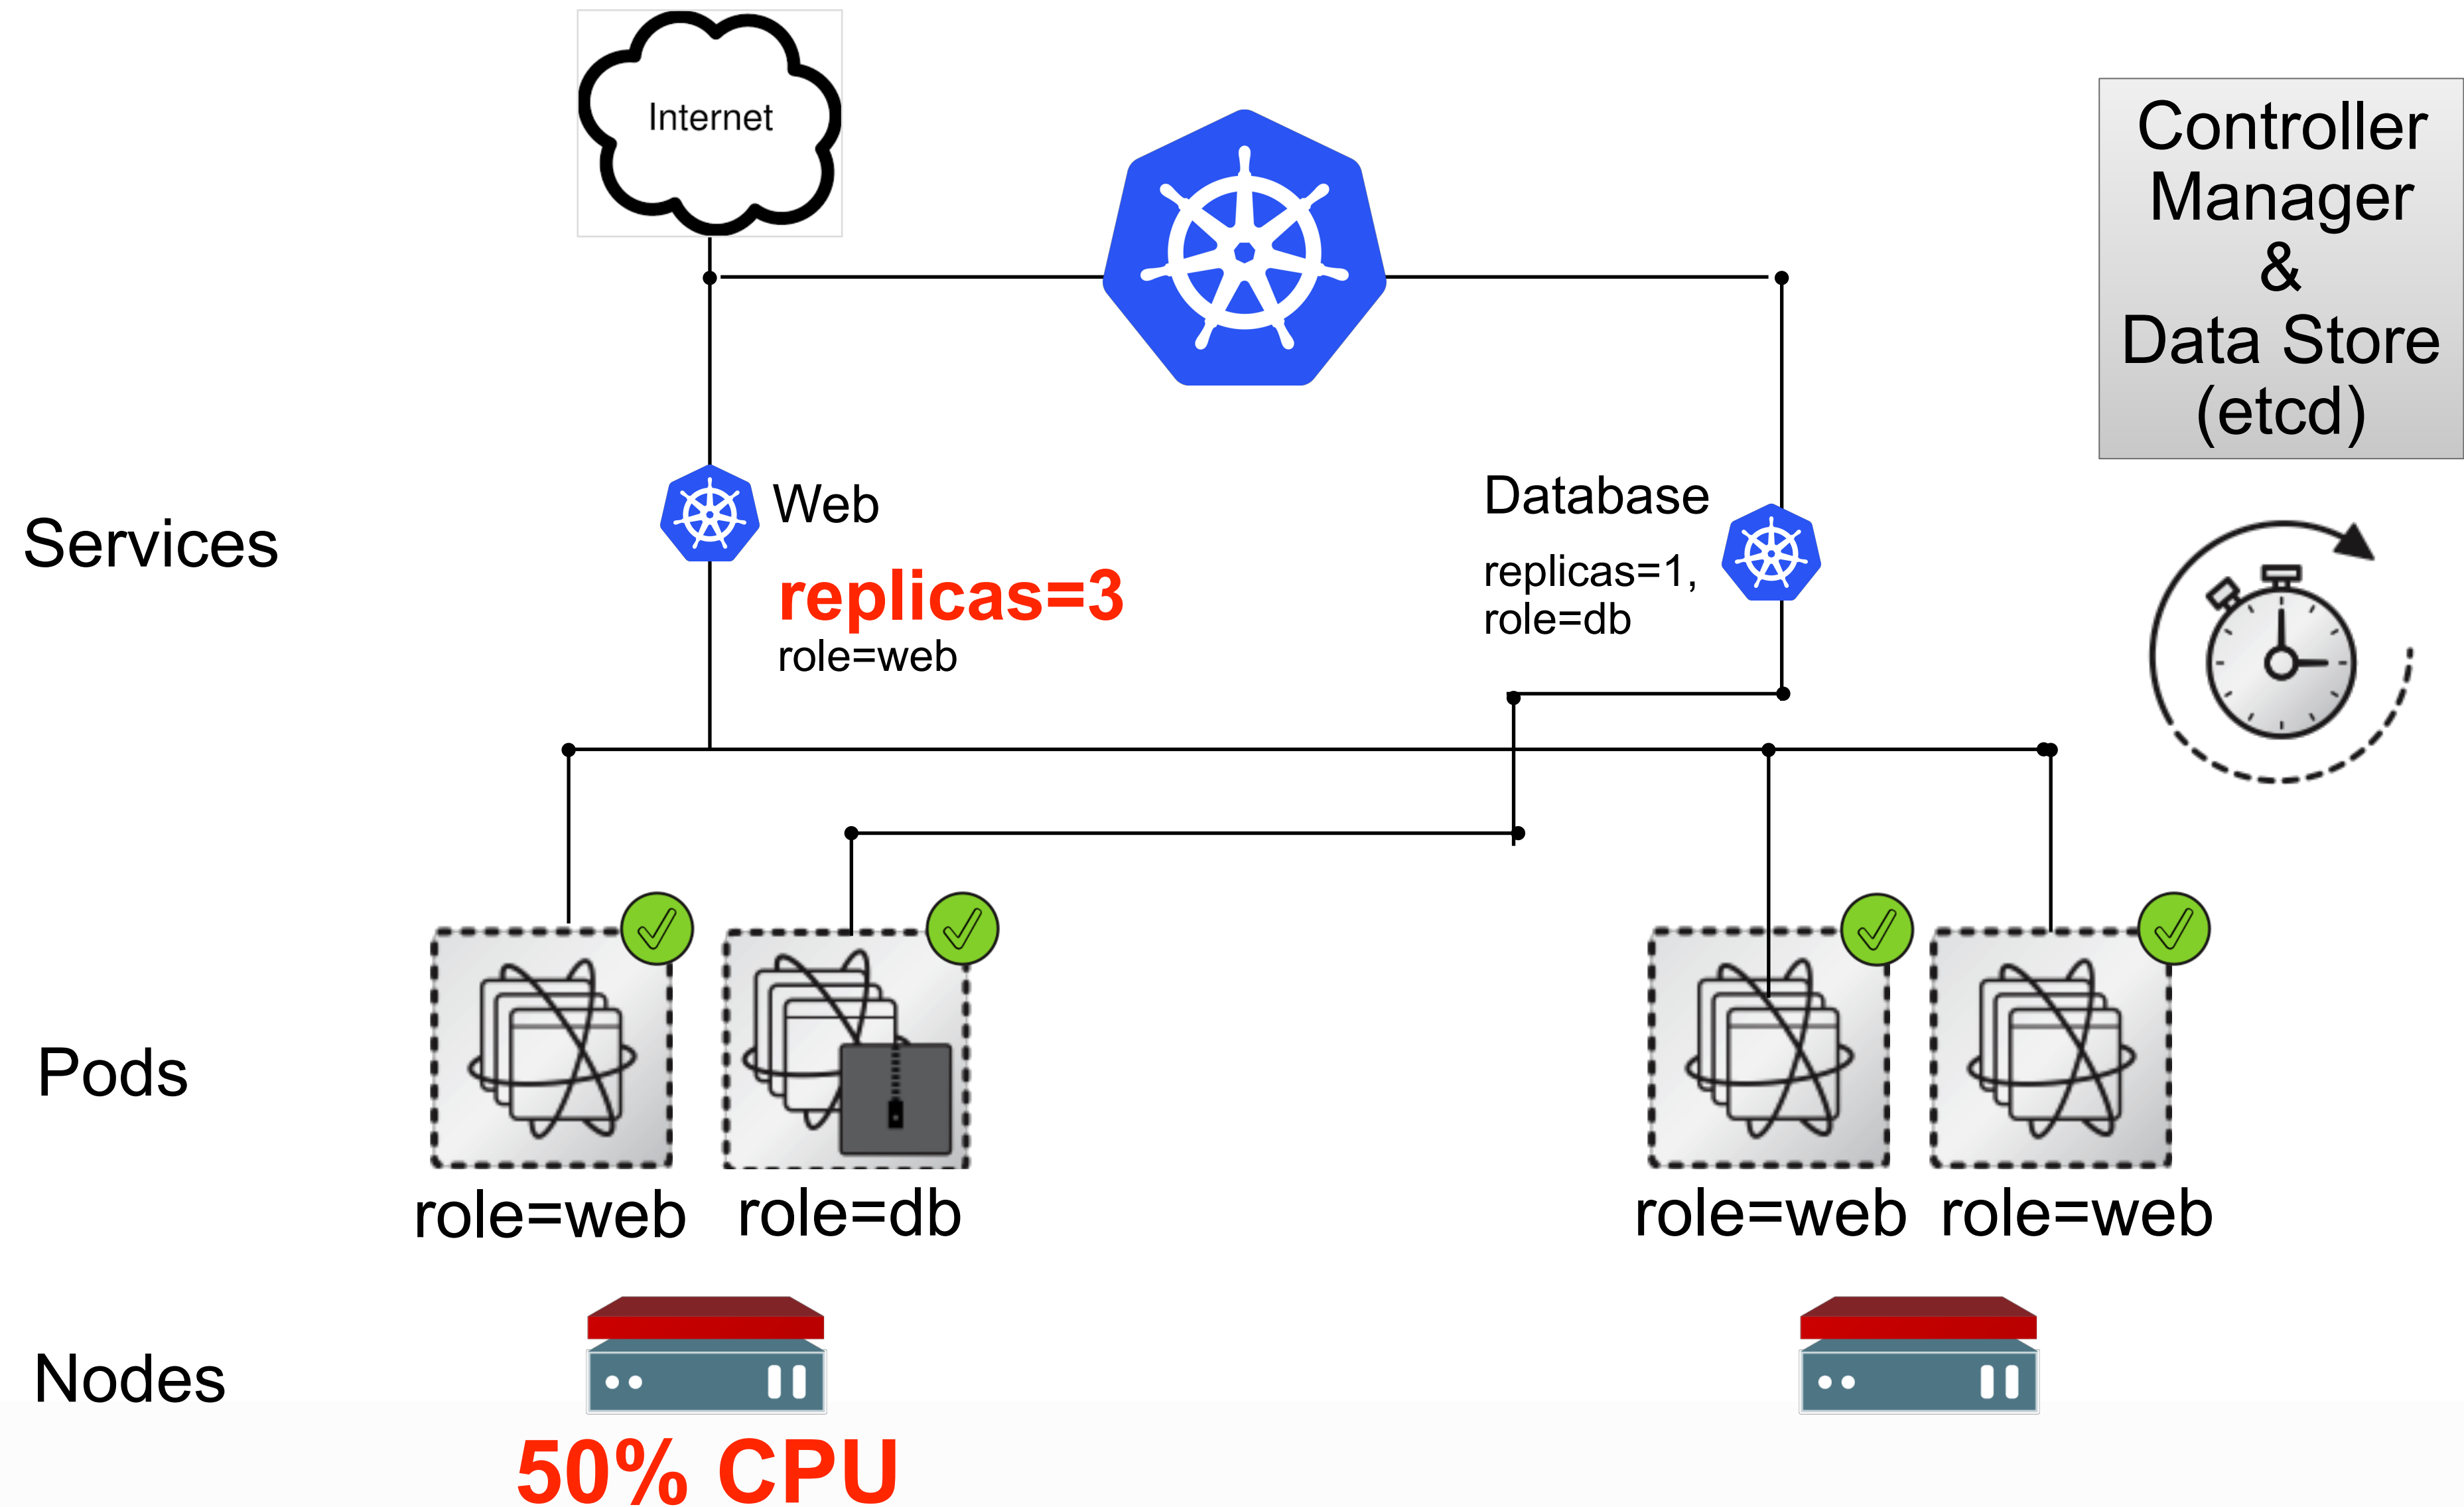 Internet
Controller
Manager
&
Data Store
(etcd)
Services
Web
replicas=3
role=web
Database
replicas=1,
role=db
Pods
role=web
role=db
role=web
role=web
Nodes
50% CPU